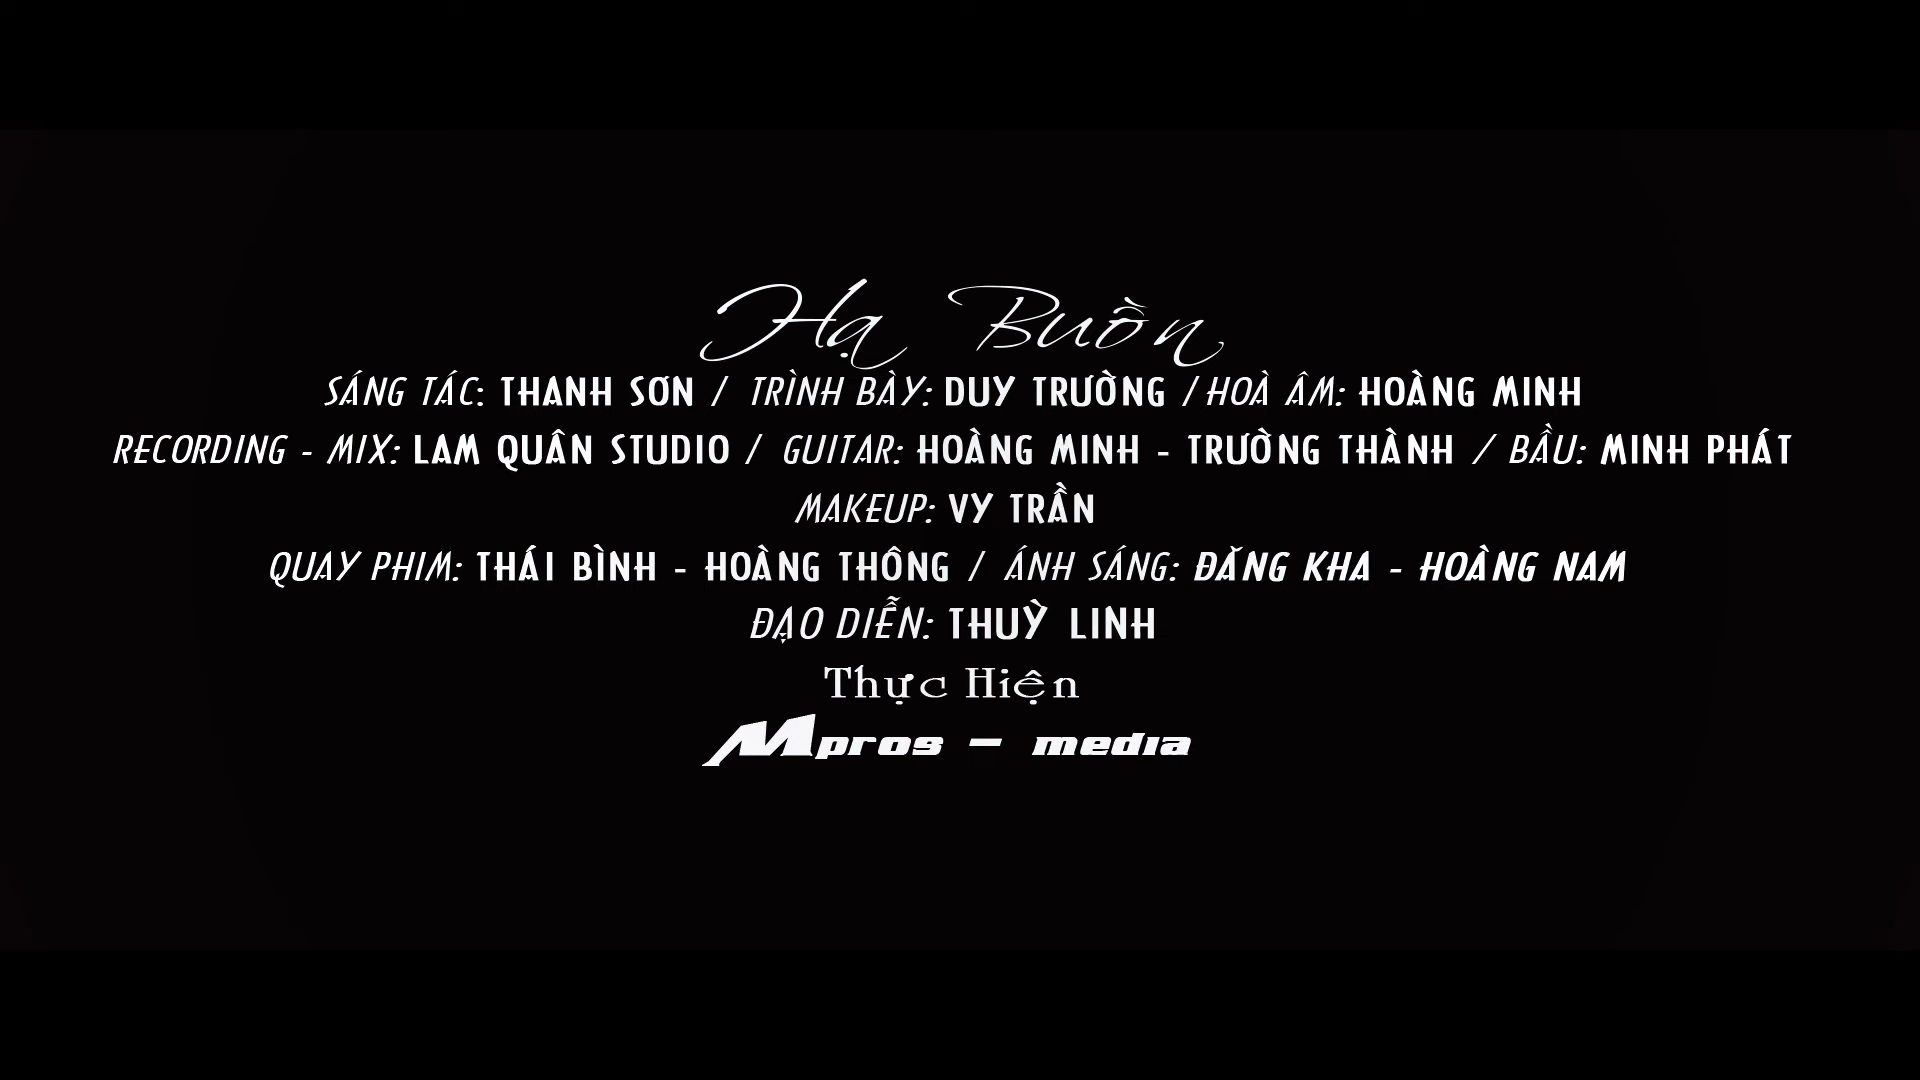 Hạ Buồn
SÁNG TÁC: THANH SƠN / TRÌNH BÀY: DUY TRƯỜNG / HOÀ ÂM: HOÀNG MINH
RECORDING - MIX: LAM QUÂN STUDIO / GUITAR: HOÀNG MINH - TRƯỜNG THÀNH / BẦU: MINH PHÁT
MAKEUP: VY TRẦN
QUAY PHIM: THÁI BÌNH - HOÀNG THÔNG / ÁNH SÁNG: ĐĂNG KHA - HOÀNG NAM
ĐẠO DIỄN: THUỲ LINH
Thực Hiện
Mpros - media